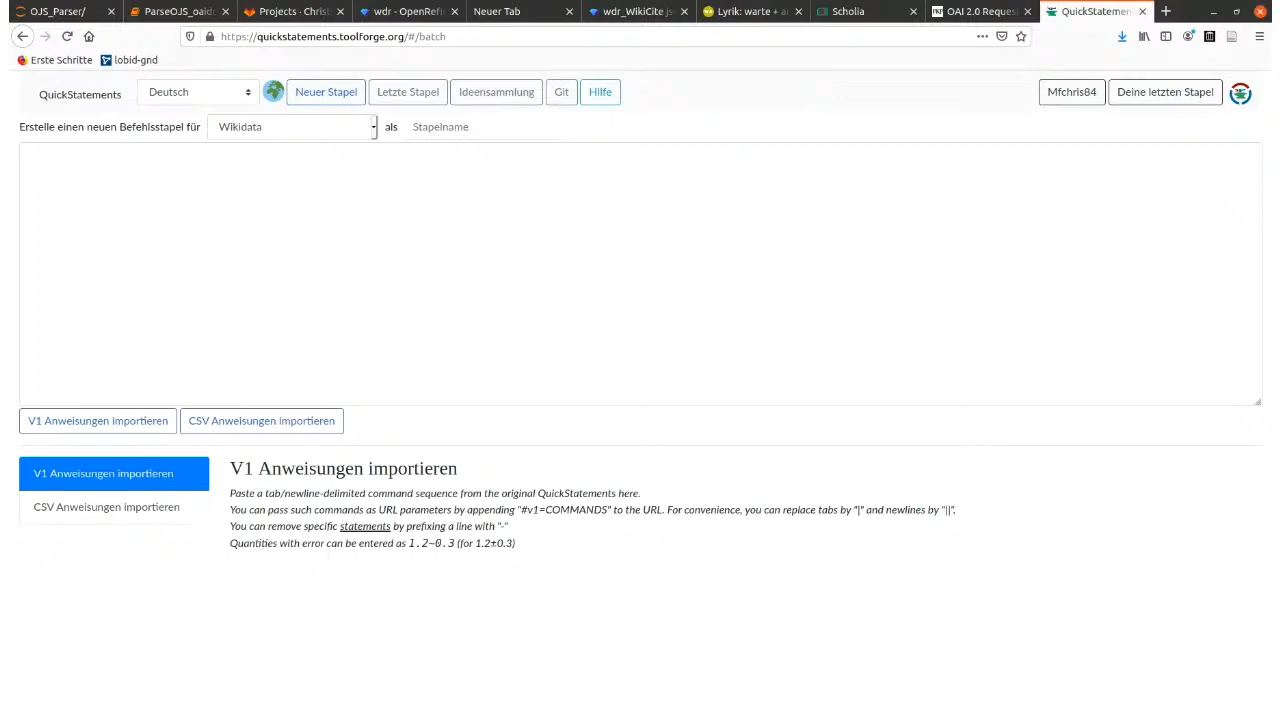 OJS_Parser/
ParseOJS_oaidc
Projects · Christ
wdr - OpenRefi
Neuer Tab
wdr_WikiCite js
Lyrik: warte + a
Scholia
OAI 2.0 Request
QuickStatemen
https://quickstatements.toolforge.org/#/batch
Erste Schritte
lobid-gnd
QuickStatements
Deutsch
Neuer Stapel
Letzte Stapel
Ideensammlung
Git
Hilfe
Mfchris84
Deine letzten Stapel
Erstelle einen neuen Befehlsstapel für
Wikidata
als
Stapelname
V1 Anweisungen importieren
CSV Anweisungen importieren
V1 Anweisungen importieren
CSV Anweisungen importieren
V1 Anweisungen importieren
Paste a tab/newline-delimited command sequence from the original QuickStatements here.
You can pass such commands as URL parameters by appending "#v1=COMMANDS" to the URL. For convenience, you can replace tabs by "|" and newlines by "||".
You can remove specific statements by prefixing a line with "-"
Quantities with error can be entered as 1.2~0.3 (for 1.2±0.3)